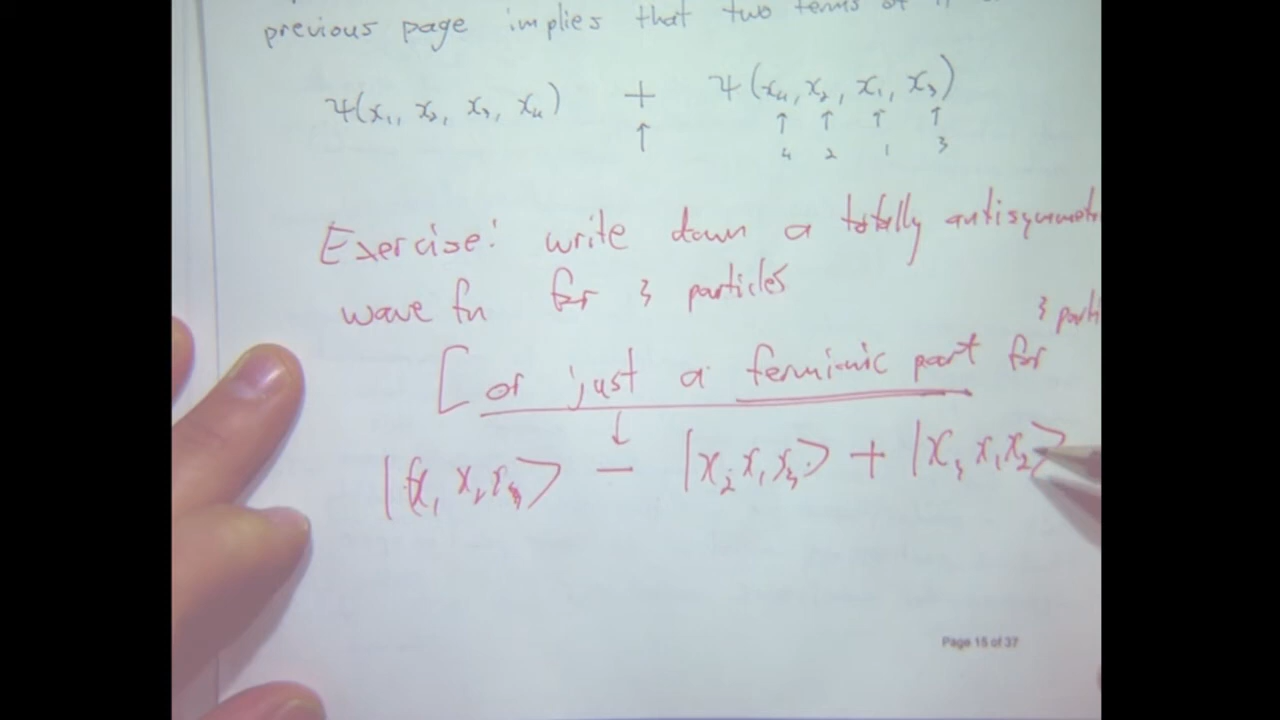 previous page implies that two terms of
Ψ(x₁, x₂, x₃, x₄) + Ψ(x₄, x₂, x₁, x₃)
↑ ↑ ↑ ↑ ↑
4 2 1 3
Exercise: write down a totally antisymmet
wave fn for 3 particles
3 parti
[or just a fermionic part for
↓
|x₁ x₂ x₃⟩ − |x₂ x₁ x₃⟩ + |x₃ x₁ x₂⟩
Page 15 of 37